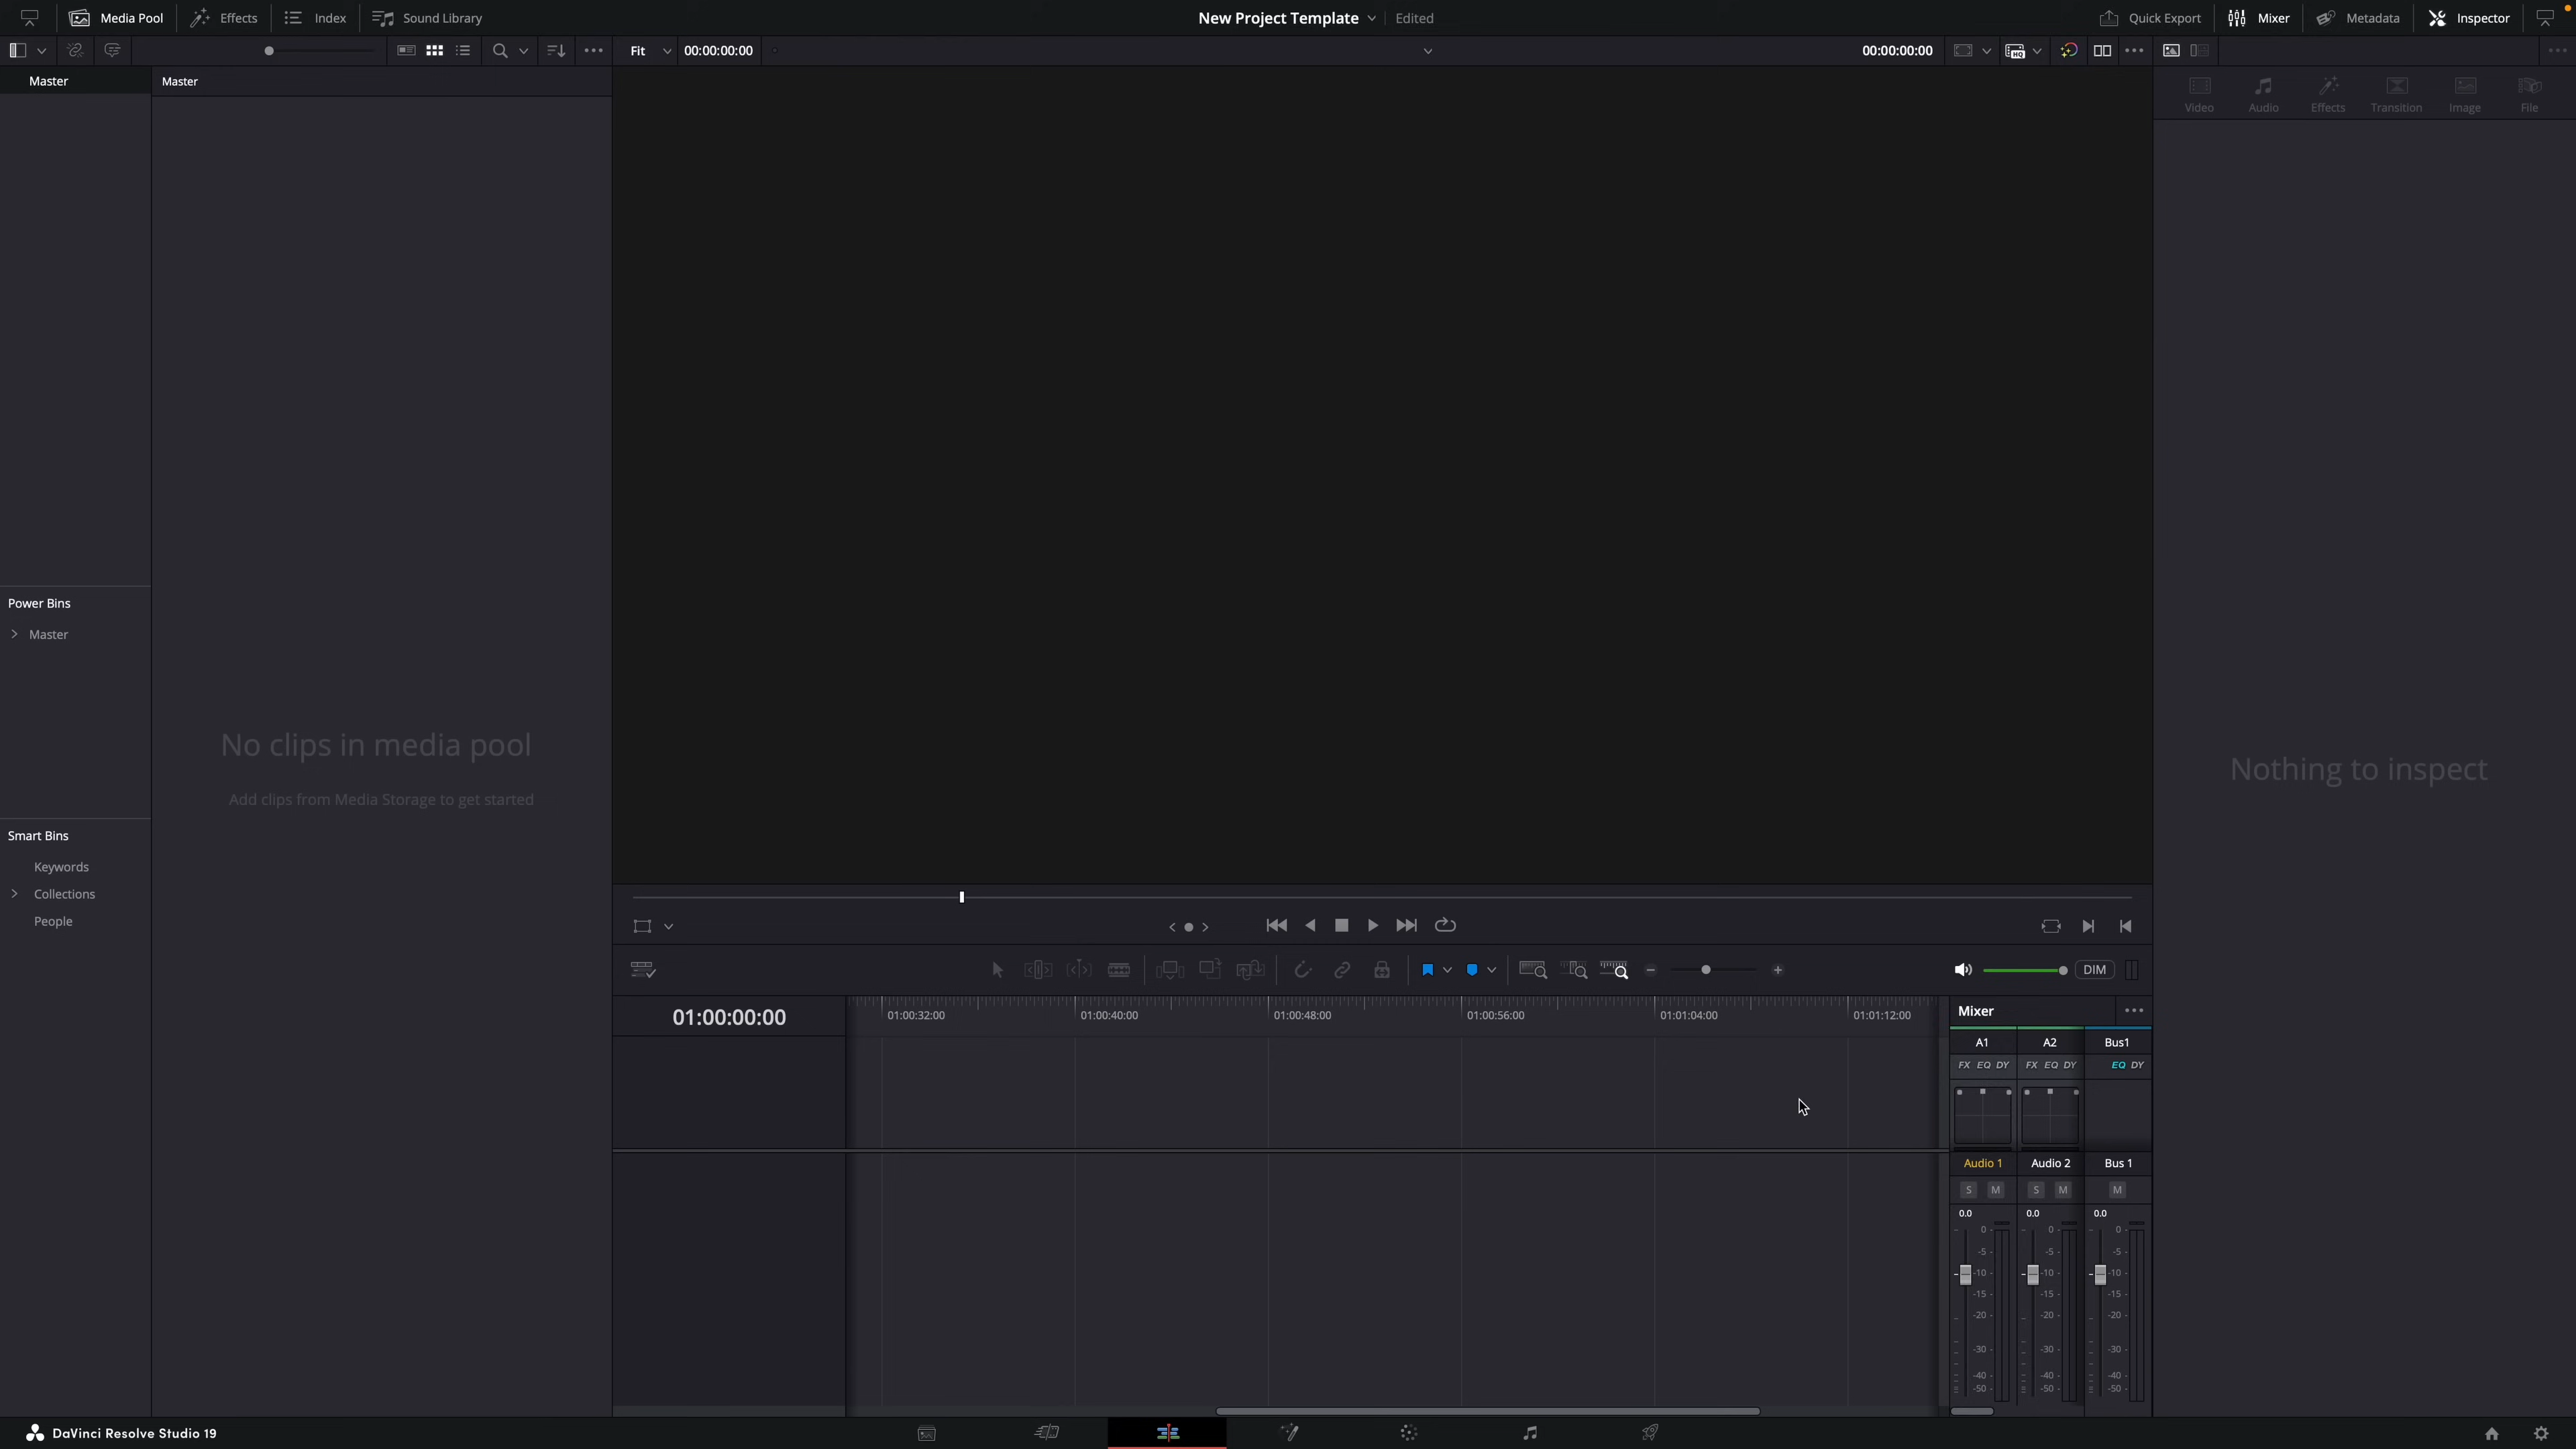 Media Pool
Effects
Index
Sound Library
New Project Template
Edited
Quick Export
Mixer
Metadata
Inspector
Fit
00:00:00:00
00:00:00:00
Master
Master
Video
Audio
Effects
Transition
Image
File
Power Bins
Master
No clips in media pool
Add clips from Media Storage to get started
Nothing to inspect
Smart Bins
Keywords
Collections
People
DIM
01:00:00:00
01:00:32:00
01:00:40:00
01:00:48:00
01:00:56:00
01:01:04:00
01:01:12:00
Mixer
A1
A2
Bus1
FX EQ DY
FX EQ DY
EQ DY
Audio 1
Audio 2
Bus 1
S M
S M
M
0.0
0.0
0.0
0
0
0
-5
-5
-5
-10
-10
-10
-15
-15
-15
-20
-20
-20
-30
-30
-30
-40
-40
-40
-50
-50
-50
DaVinci Resolve Studio 19